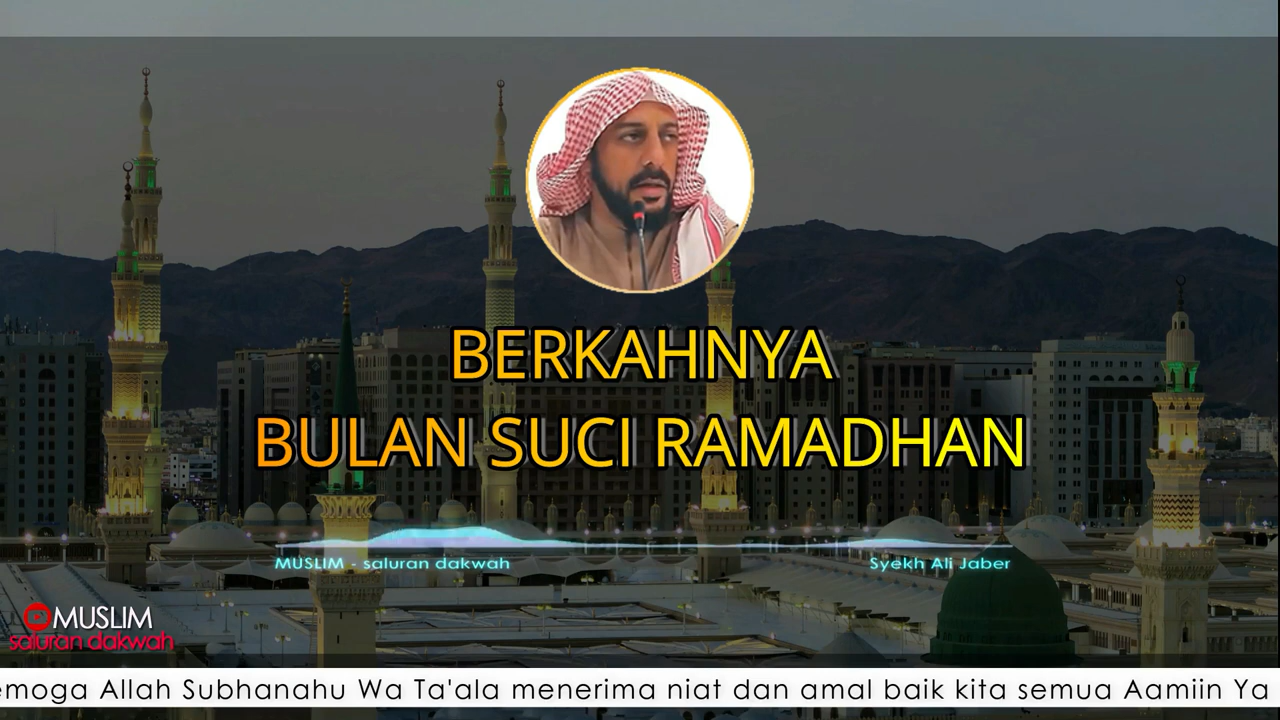 BERKAHNYA
BULAN SUCI RAMADHAN
MUSLIM - saluran dakwah
Syekh Ali Jaber
MUSLIM
saluran dakwah
emoga Allah Subhanahu Wa Ta'ala menerima niat dan amal baik kita semua Aamiin Ya